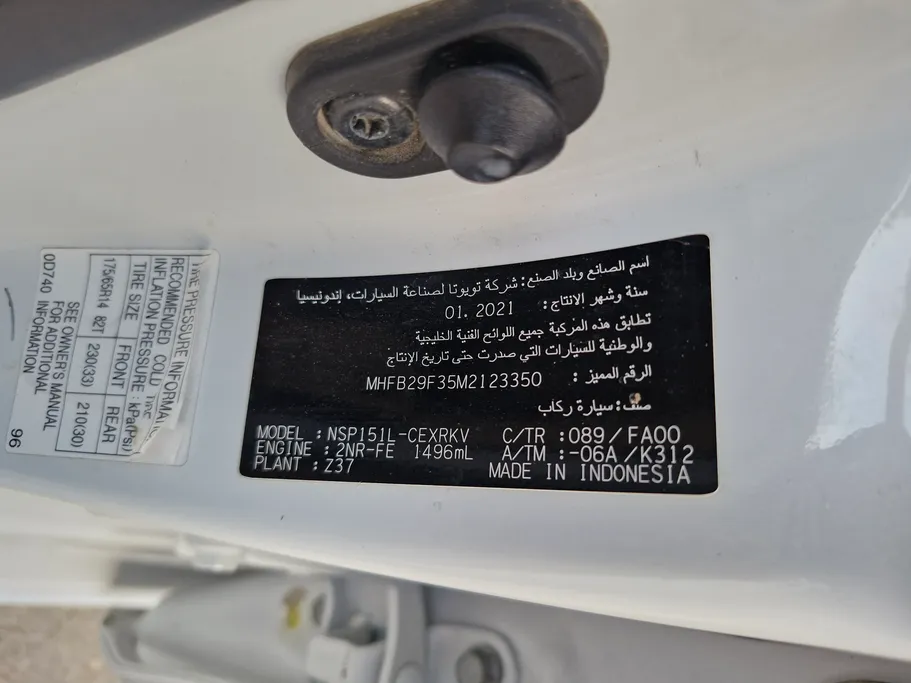 TIRE PRESSURE INFORMA
RECOMMENDED COLD TIRE
INFLATION PRESSURE : kPa(Psi)
TIRE SIZE FRONT REAR
175/65R14 82T 230(33) 210(30)
SEE OWNER'S MANUAL
FOR ADDITIONAL
INFORMATION
0D740 96
اسم الصانع وبلد الصنع: شركة تويوتا لصناعة السيارات، إندونيسيا
سنة وشهر الإنتاج: 01. 2021
تطابق هذه المركبة جميع اللوائح الفنية الخليجية
والوطنية للسيارات التي صدرت حتى تاريخ الإنتاج
الرقم المميز : MHFB29F35M2123350
صنف: سيارة ركاب
MODEL : NSP151L-CEXRKV C/TR : 089/FA00
ENGINE : 2NR-FE 1496mL A/TM : -06A/K312
PLANT : Z37 MADE IN INDONESIA